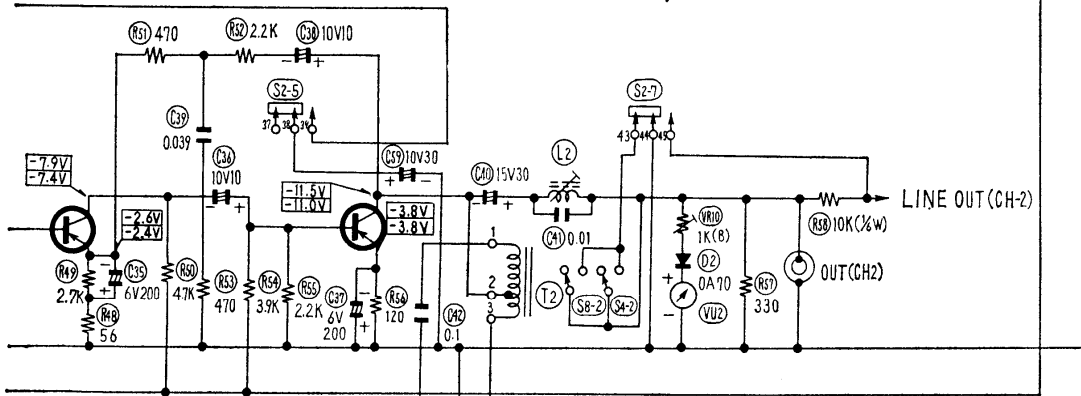 R51 470
R52 2.2K
C38 10V10
- +
S2-5
37 38 39
S2-7
43 44 45
C39
0.039
C36
10V10
- +
C59 10V30
+ -
C40 15V30
- +
L2
C41 0.01
-7.9V
-7.4V
-2.6V
-2.4V
-11.5V
-11.0V
-3.8V
-3.8V
LINE OUT (CH-2)
R58 10K(⅛W)
VR10
1K(B)
D2
0A70
+
-
VU2
OUT(CH2)
R57
330
1
2
3
T2
S8-2
S4-2
R49
2.7K
R48
56
-
C35
6V200
+
R50
4.7K
R53
470
R54
3.9K
R55
2.2K
C37
6V
200
-
+
R56
120
C42
0.1